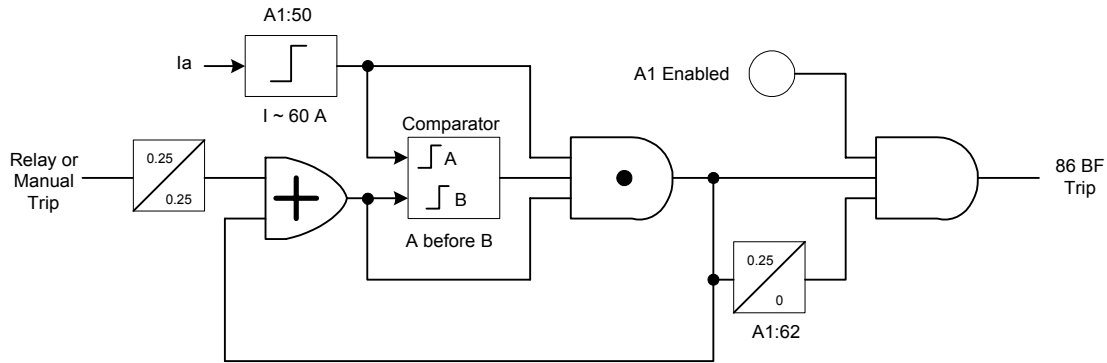 A1:50
Ia
I ~ 60 A
A1 Enabled
Comparator
A
B
A before B
Relay or
Manual
Trip
0.25
0.25
86 BF
Trip
0.25
0
A1:62